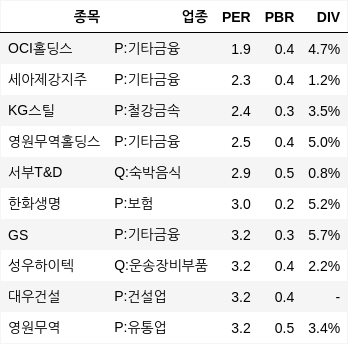 종목 업종 PER PBR DIV
OCI홀딩스 P:기타금융 1.9 0.4 4.7%
세아제강지주 P:기타금융 2.3 0.4 1.2%
KG스틸 P:철강금속 2.4 0.3 3.5%
영원무역홀딩스 P:기타금융 2.5 0.4 5.0%
서부T&D Q:숙박음식 2.9 0.5 0.8%
한화생명 P:보험 3.0 0.2 5.2%
GS P:기타금융 3.2 0.3 5.7%
성우하이텍 Q:운송장비부품 3.2 0.4 2.2%
대우건설 P:건설업 3.2 0.4 -
영원무역 P:유통업 3.2 0.5 3.4%